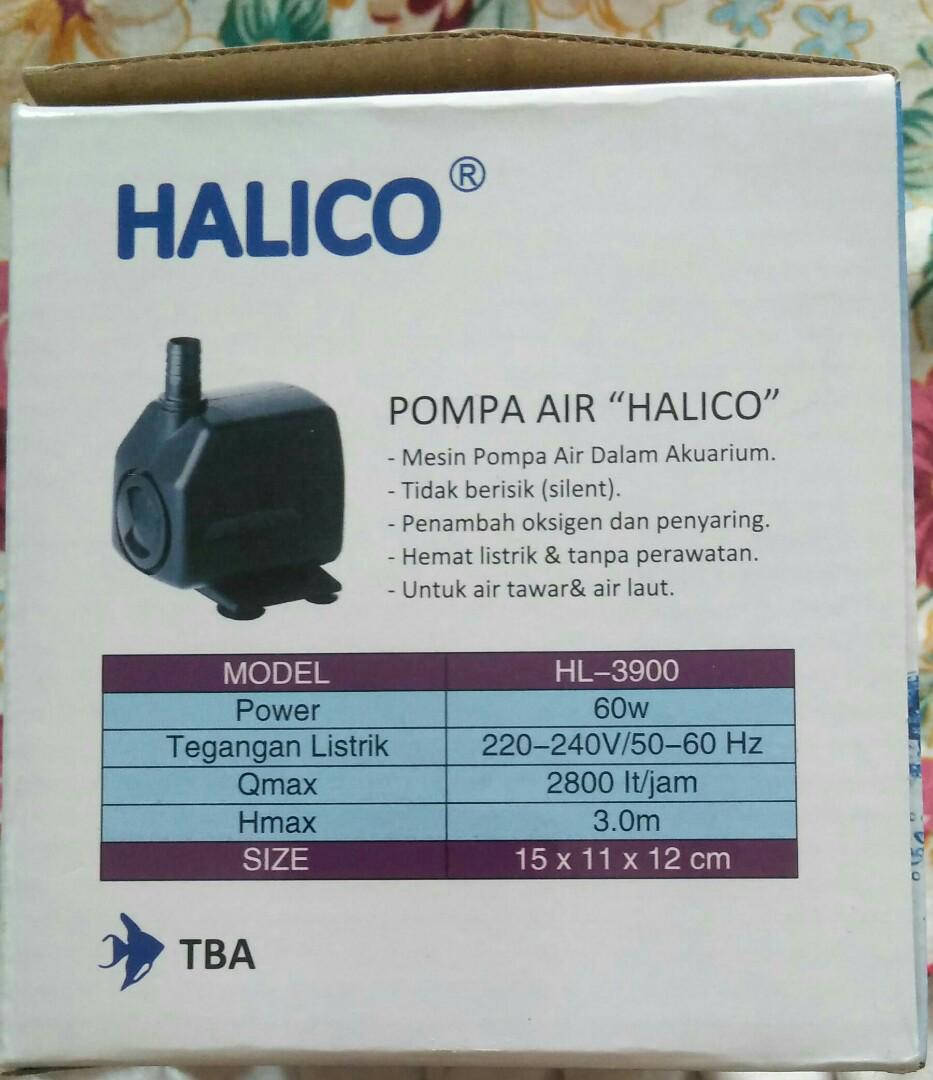 HALICO®
POMPA AIR “HALICO”
- Mesin Pompa Air Dalam Akuarium.
- Tidak berisik (silent).
- Penambah oksigen dan penyaring.
- Hemat listrik & tanpa perawatan.
- Untuk air tawar& air laut.
MODEL HL–3900
Power 60w
Tegangan Listrik 220–240V/50–60 Hz
Qmax 2800 lt/jam
Hmax 3.0m
SIZE 15 x 11 x 12 cm
TBA